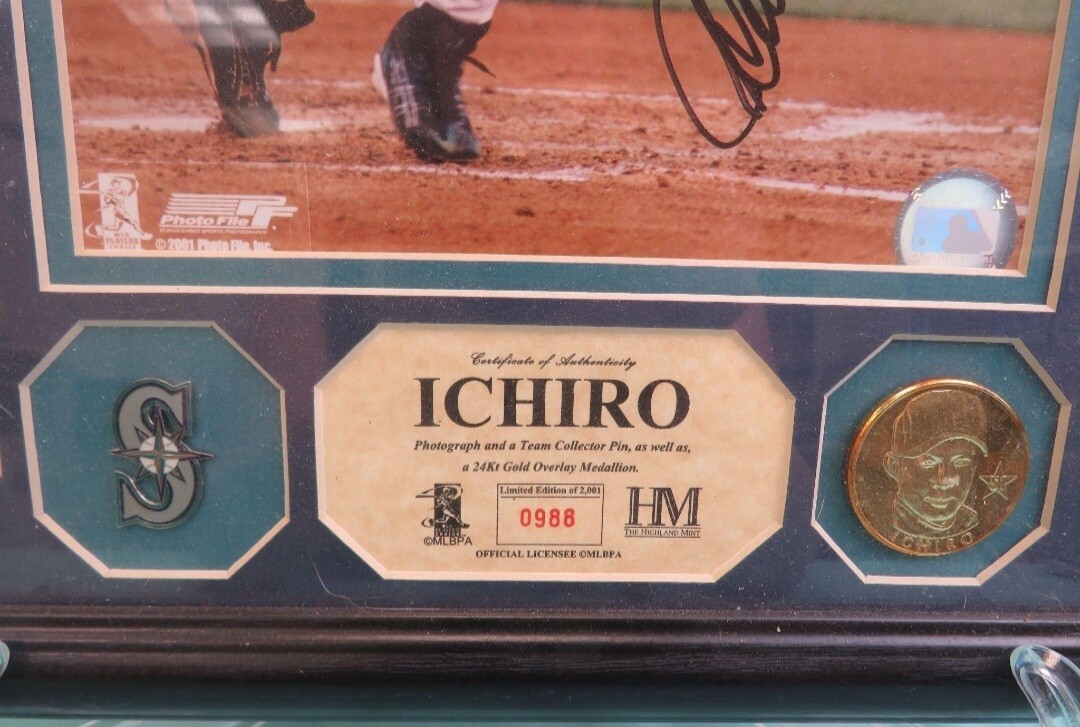 Photo File
© 2001 Photo File, Inc.
Certificate of Authenticity
ICHIRO
Photograph and a Team Collector Pin, as well as,
a 24Kt Gold Overlay Medallion.
Limited Edition of 2,001
0988
©MLBPA
HM
THE HIGHLAND MINT
OFFICIAL LICENSEE ©MLBPA
S
ICHIRO